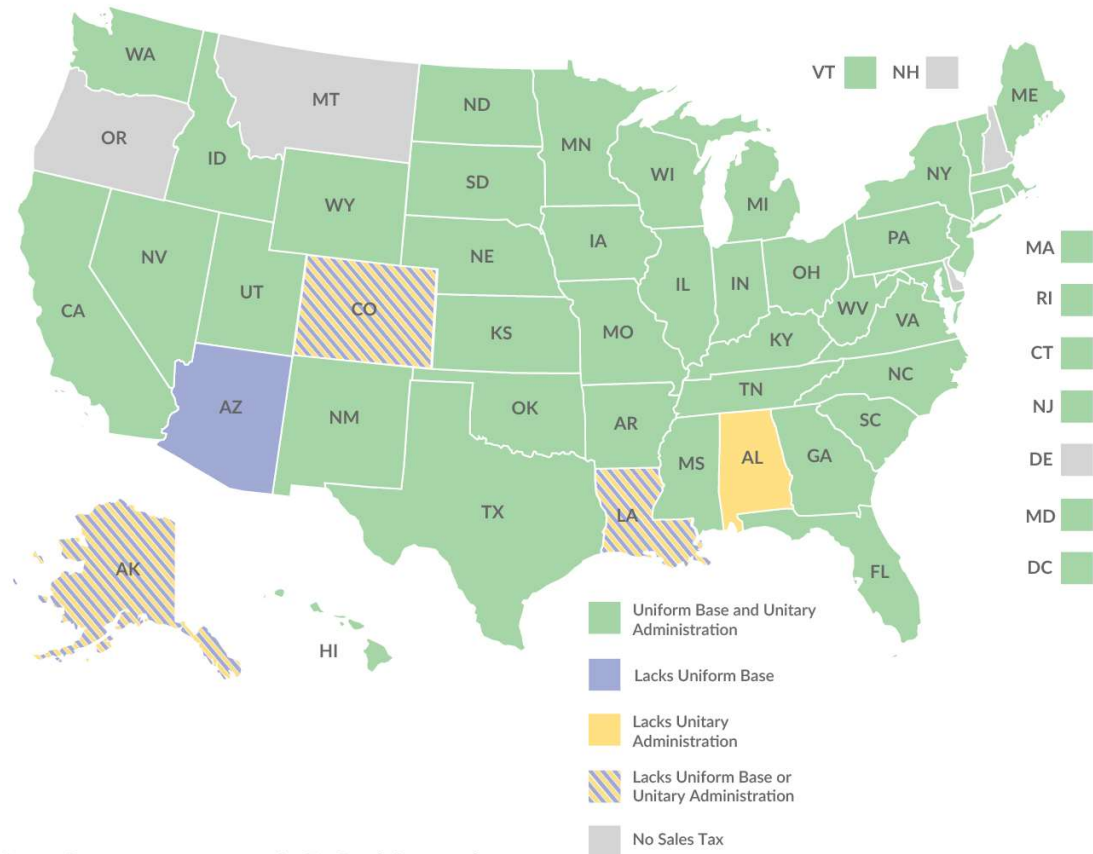 WA
MT
ND
VT
NH
ME
OR
ID
MN
SD
WI
NY
WY
MI
IA
PA
NE
NV
OH
MA
UT
IL
IN
CA
CO
RI
WV
VA
KS
MO
KY
CT
NC
TN
AZ
OK
NJ
NM
AR
SC
MS
AL
GA
DE
TX
LA
MD
AK
FL
DC
HI
Uniform Base and Unitary
Administration
Lacks Uniform Base
Lacks Unitary
Administration
Lacks Uniform Base or
Unitary Administration
No Sales Tax